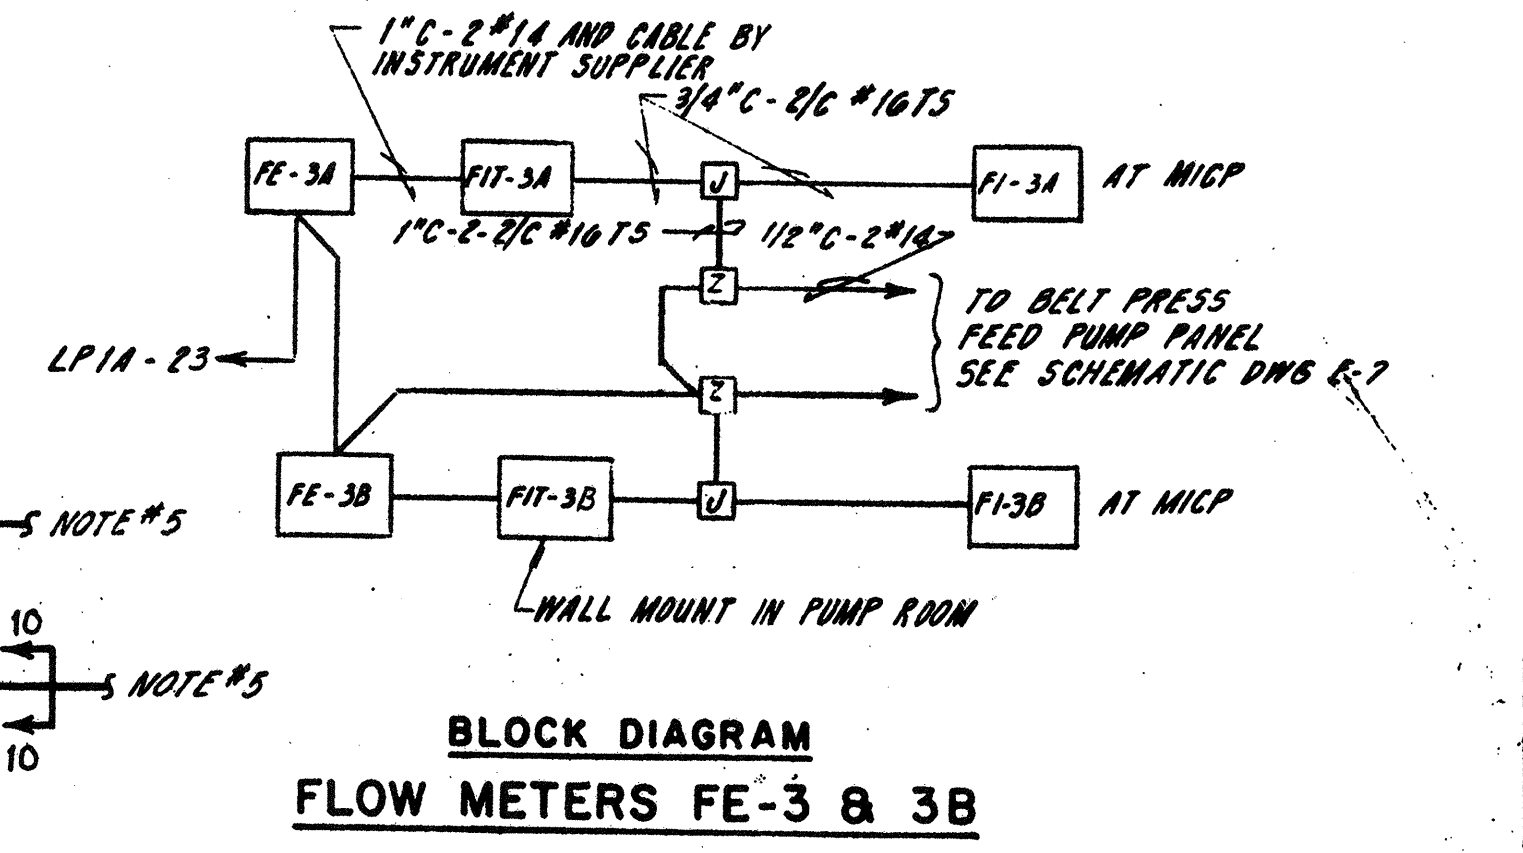 1"C-2 #14 AND CABLE BY
INSTRUMENT SUPPLIER
3/4"C-2/C #16 TS
FE-3A
FIT-3A
J
FI-3A
AT MICP
1"C-2-2/C #16 TS
1/2"C-2#14
Z
TO BELT PRESS
FEED PUMP PANEL
SEE SCHEMATIC DWG E-7
LP1A-23
Z
FE-3B
FIT-3B
J
FI-3B
AT MICP
NOTE #5
WALL MOUNT IN PUMP ROOM
10
NOTE #5
10
BLOCK DIAGRAM
FLOW METERS FE-3 & 3B